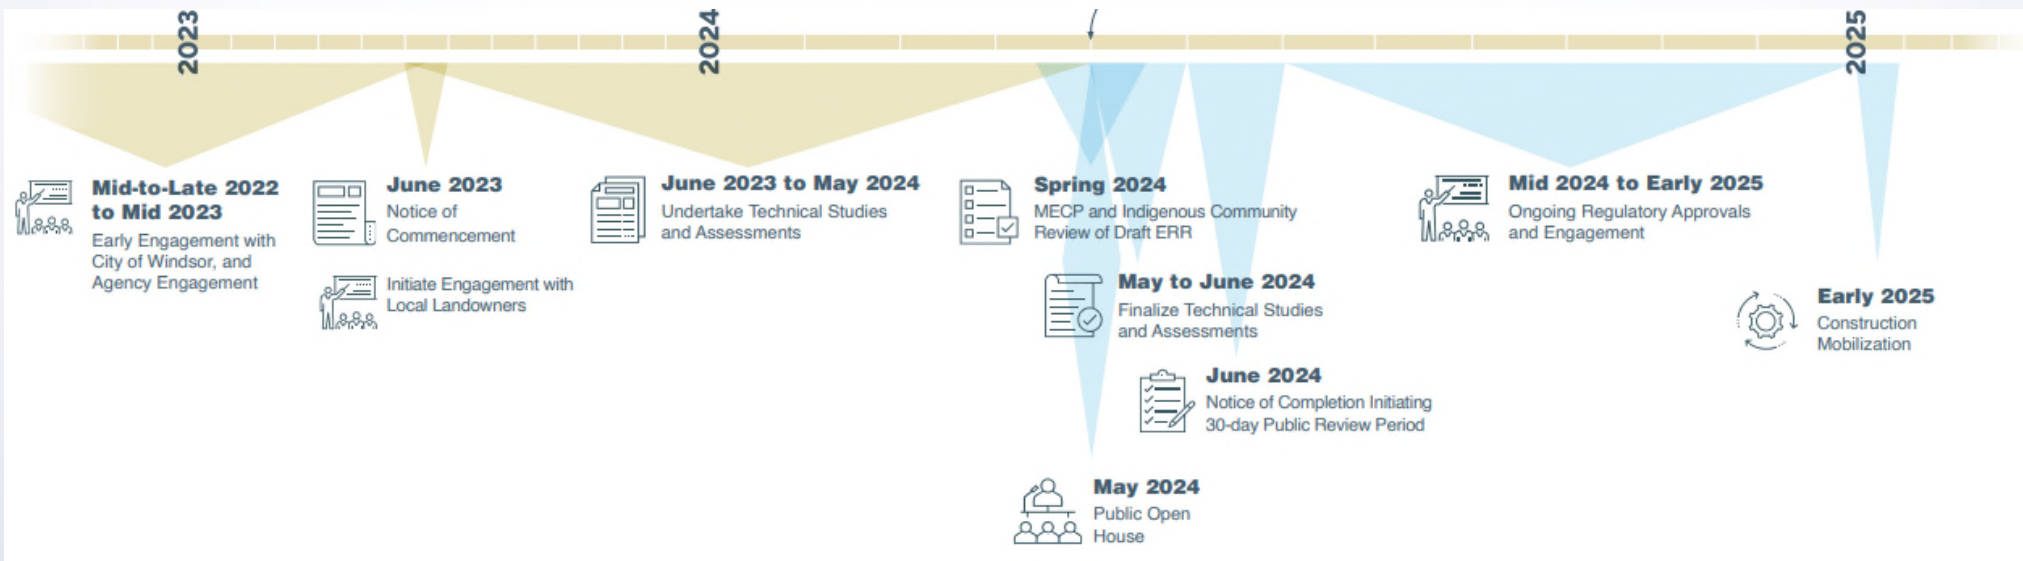 2023
2024
2025
Mid-to-Late 2022
to Mid 2023
Early Engagement with
City of Windsor, and
Agency Engagement
June 2023
Notice of
Commencement
Initiate Engagement with
Local Landowners
June 2023 to May 2024
Undertake Technical Studies
and Assessments
Spring 2024
MECP and Indigenous Community
Review of Draft ERR
May to June 2024
Finalize Technical Studies
and Assessments
June 2024
Notice of Completion Initiating
30-day Public Review Period
May 2024
Public Open
House
Mid 2024 to Early 2025
Ongoing Regulatory Approvals
and Engagement
Early 2025
Construction
Mobilization